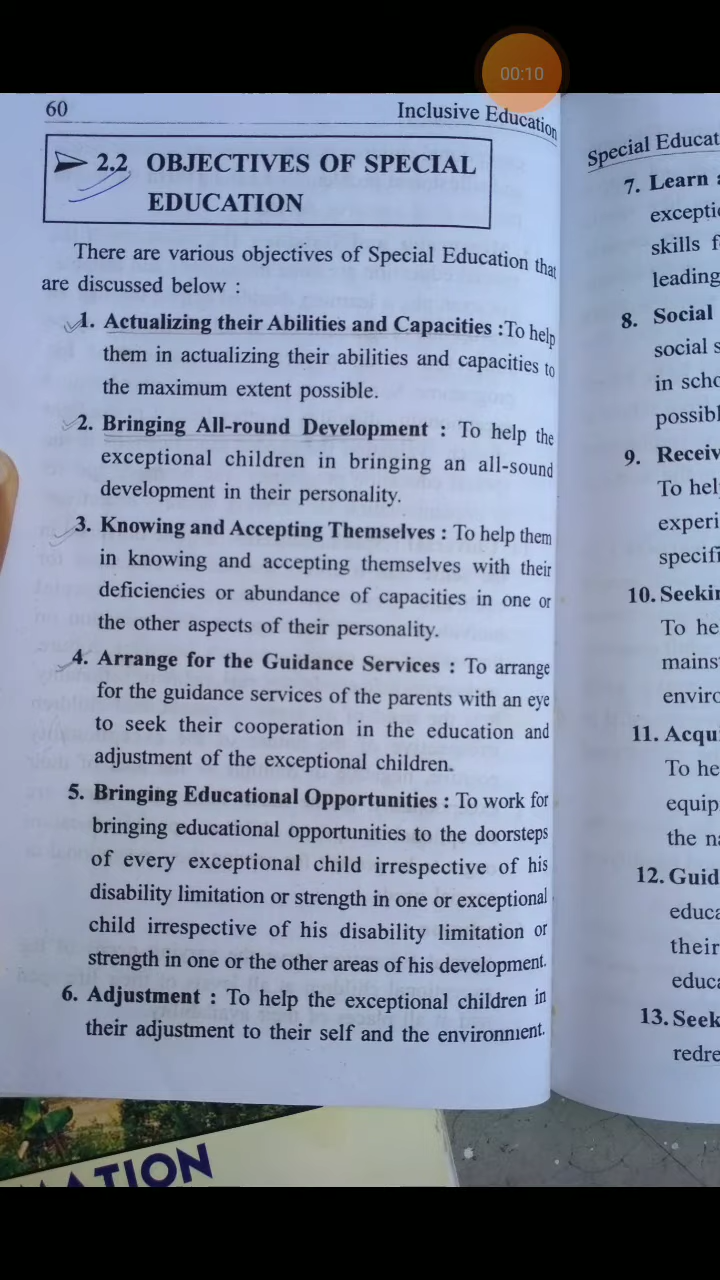 00:10
60 Inclusive Education
2.2 OBJECTIVES OF SPECIAL
EDUCATION
There are various objectives of Special Education that
are discussed below :
1. Actualizing their Abilities and Capacities :To help
them in actualizing their abilities and capacities to
the maximum extent possible.
2. Bringing All-round Development : To help the
exceptional children in bringing an all-sound
development in their personality.
3. Knowing and Accepting Themselves : To help them
in knowing and accepting themselves with their
deficiencies or abundance of capacities in one or
the other aspects of their personality.
4. Arrange for the Guidance Services : To arrange
for the guidance services of the parents with an eye
to seek their cooperation in the education and
adjustment of the exceptional children.
5. Bringing Educational Opportunities : To work for
bringing educational opportunities to the doorsteps
of every exceptional child irrespective of his
disability limitation or strength in one or exceptional
child irrespective of his disability limitation or
strength in one or the other areas of his development.
6. Adjustment : To help the exceptional children in
their adjustment to their self and the environment.
Special Educat
7. Learn
excepti
skills f
leading
8. Social
social s
in scho
possibl
9. Receiv
To hel
experi
specifi
10. Seekin
To he
mains
enviro
11. Acqu
To he
equip
the na
12. Guid
educa
their
educa
13. Seek
redre
ATION